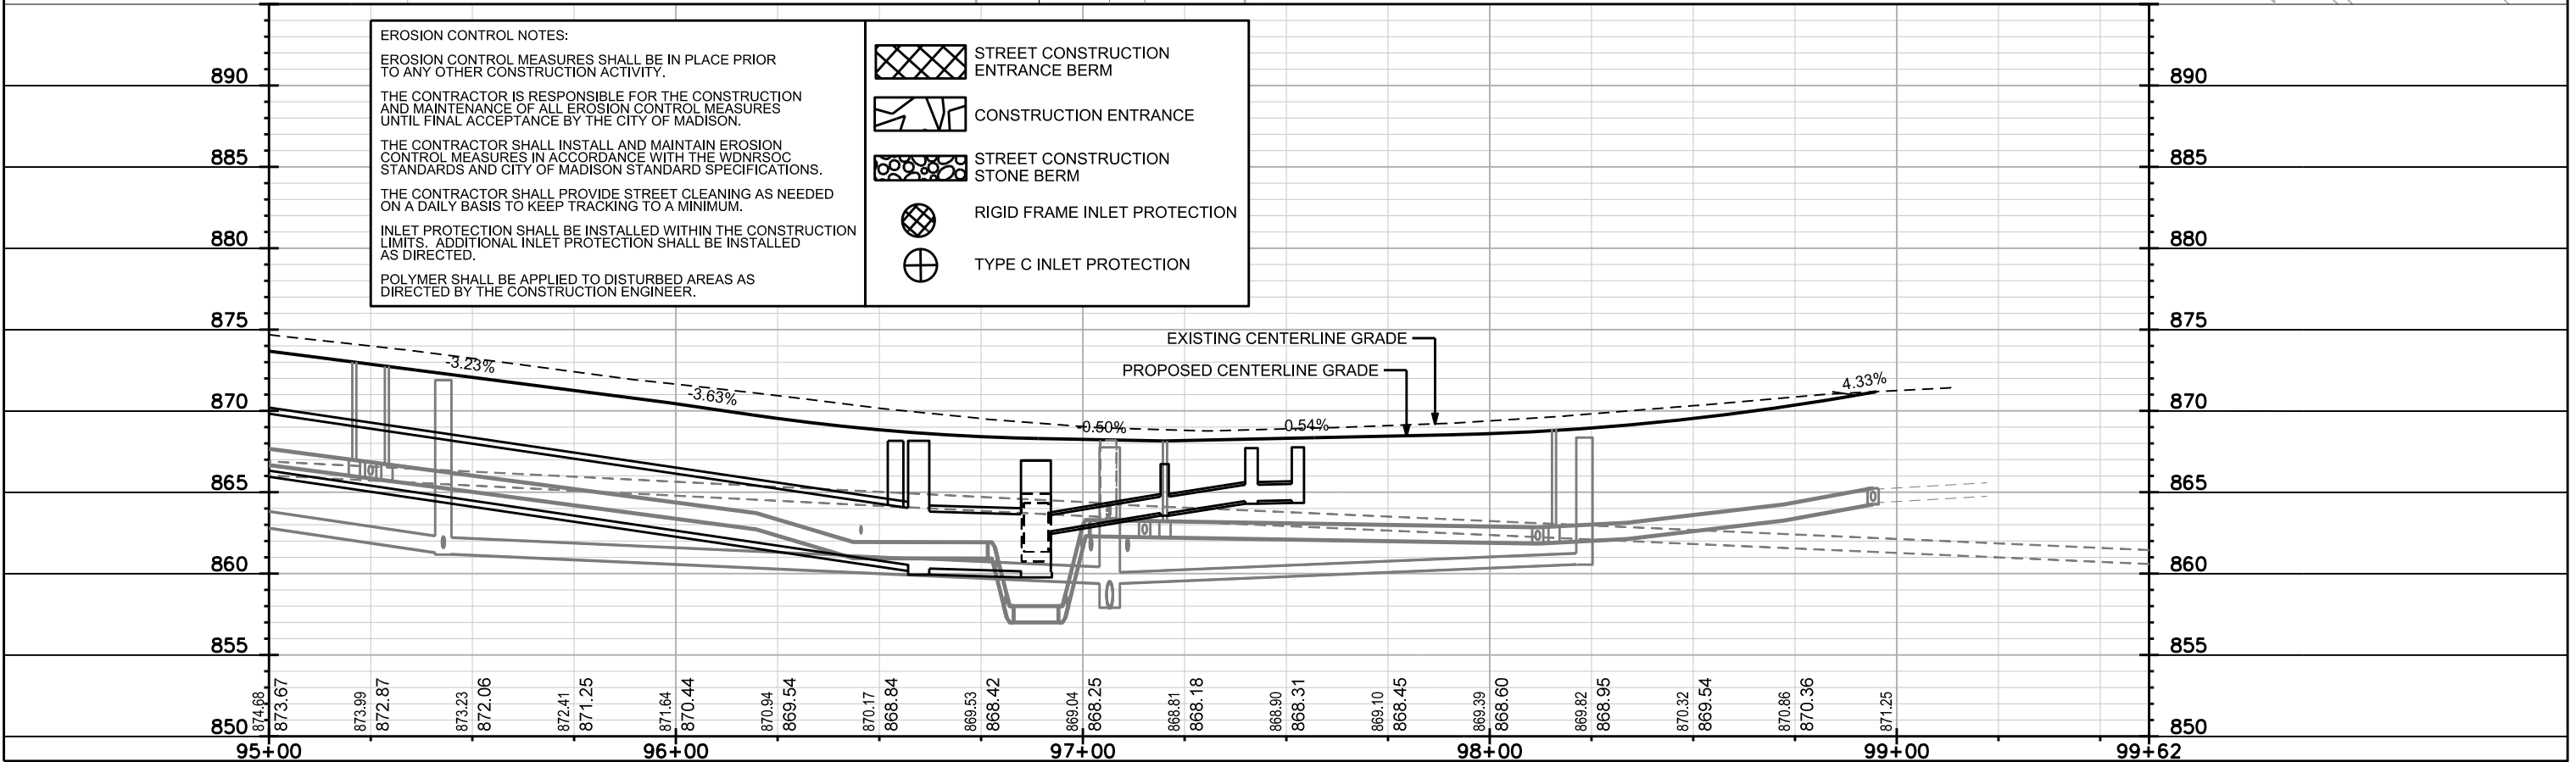 EROSION CONTROL NOTES:
EROSION CONTROL MEASURES SHALL BE IN PLACE PRIOR
TO ANY OTHER CONSTRUCTION ACTIVITY.
THE CONTRACTOR IS RESPONSIBLE FOR THE CONSTRUCTION
AND MAINTENANCE OF ALL EROSION CONTROL MEASURES
UNTIL FINAL ACCEPTANCE BY THE CITY OF MADISON.
THE CONTRACTOR SHALL INSTALL AND MAINTAIN EROSION
CONTROL MEASURES IN ACCORDANCE WITH THE WDNRSOC
STANDARDS AND CITY OF MADISON STANDARD SPECIFICATIONS.
THE CONTRACTOR SHALL PROVIDE STREET CLEANING AS NEEDED
ON A DAILY BASIS TO KEEP TRACKING TO A MINIMUM.
INLET PROTECTION SHALL BE INSTALLED WITHIN THE CONSTRUCTION
LIMITS. ADDITIONAL INLET PROTECTION SHALL BE INSTALLED
AS DIRECTED.
POLYMER SHALL BE APPLIED TO DISTURBED AREAS AS
DIRECTED BY THE CONSTRUCTION ENGINEER.
STREET CONSTRUCTION
ENTRANCE BERM
CONSTRUCTION ENTRANCE
STREET CONSTRUCTION
STONE BERM
RIGID FRAME INLET PROTECTION
TYPE C INLET PROTECTION
890 890
885 885
880 880
875 875
870 870
865 865
860 860
855 855
850 850
EXISTING CENTERLINE GRADE
PROPOSED CENTERLINE GRADE
-3.23%
-3.63%
-0.50%
0.54%
4.33%
874.68
873.67
873.99
872.87
873.23
872.06
872.41
871.25
871.64
870.44
870.94
869.54
870.17
868.84
869.53
868.42
869.04
868.25
868.81
868.18
868.90
868.31
869.10
868.45
869.39
868.60
869.82
868.95
870.32
869.54
870.86
870.36
871.25
95+00 96+00 97+00 98+00 99+00 99+62